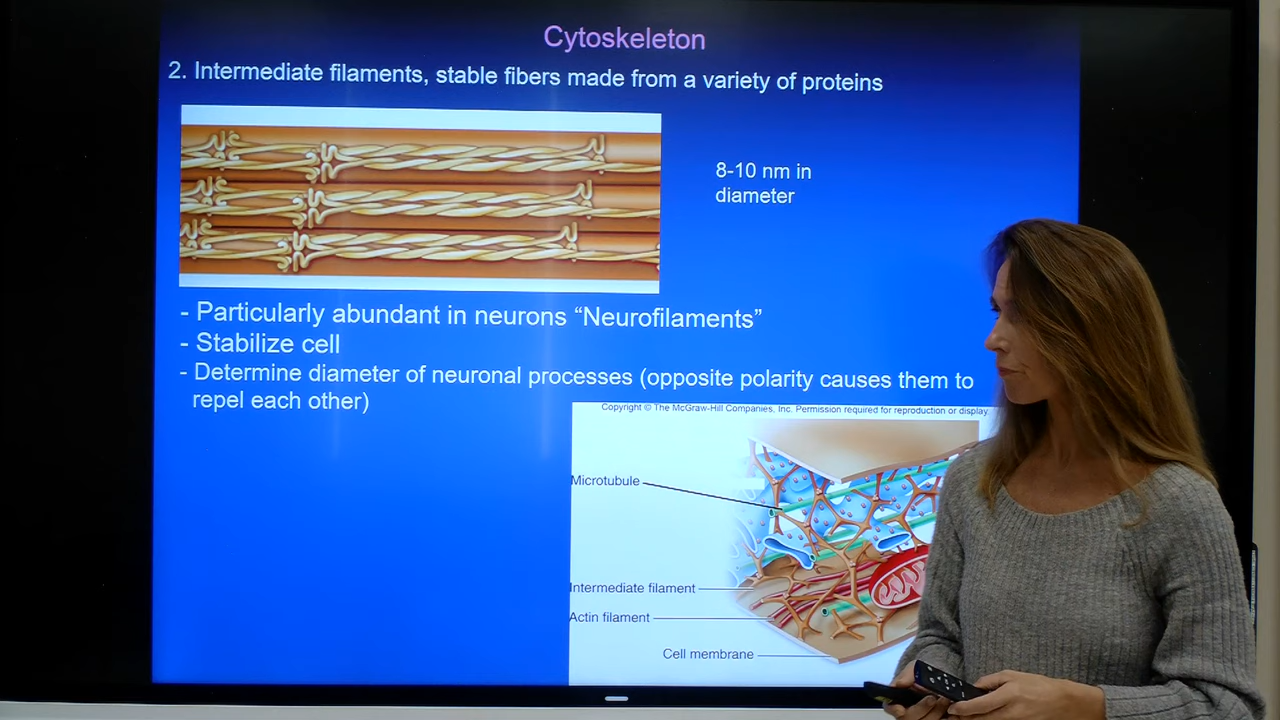 Cytoskeleton
2. Intermediate filaments, stable fibers made from a variety of proteins
8-10 nm in
diameter
- Particularly abundant in neurons “Neurofilaments”
- Stabilize cell
- Determine diameter of neuronal processes (opposite polarity causes them to
repel each other)
Copyright © The McGraw-Hill Companies, Inc. Permission required for reproduction or display.
Microtubule
Intermediate filament
Actin filament
Cell membrane